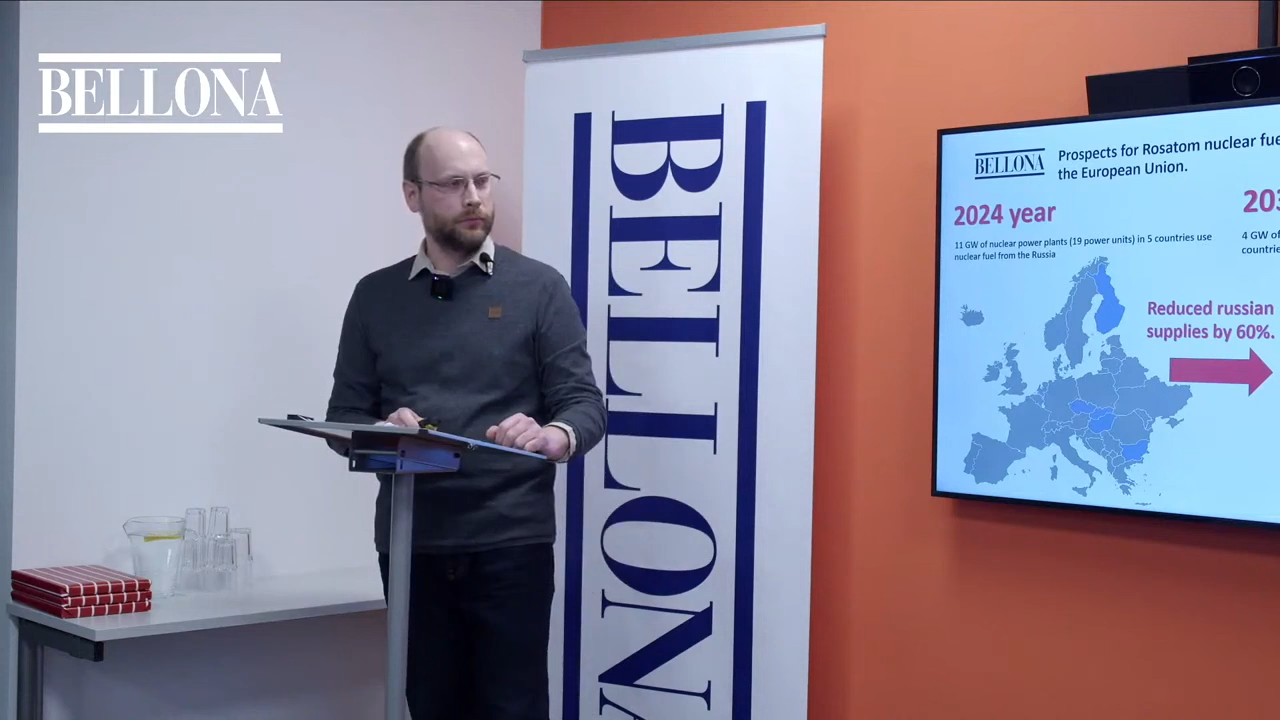 BELLONA
BELLONA
BELLONA
Prospects for Rosatom nuclear
the European Union.
2024 year
11 GW of nuclear power plants (19 power units) in 5 countries use
nuclear fuel from the Russia
4 GW of
Reduced russian
supplies by 60%.